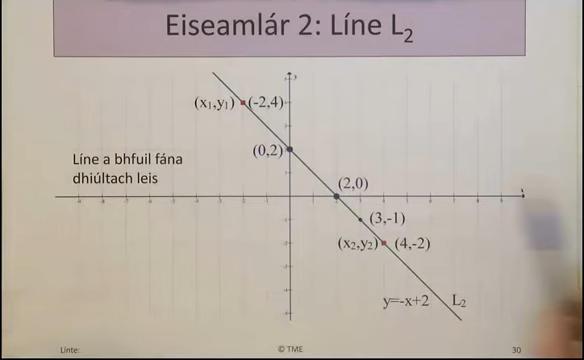 Eiseamlár 2: Líne L₂
y
(x₁,y₁) (-2,4)
(0,2)
Líne a bhfuil fána
dhiúltach leis
(2,0)
(3,-1)
(x₂,y₂) (4,-2)
y=-x+2 L₂
Línte: © TME 30